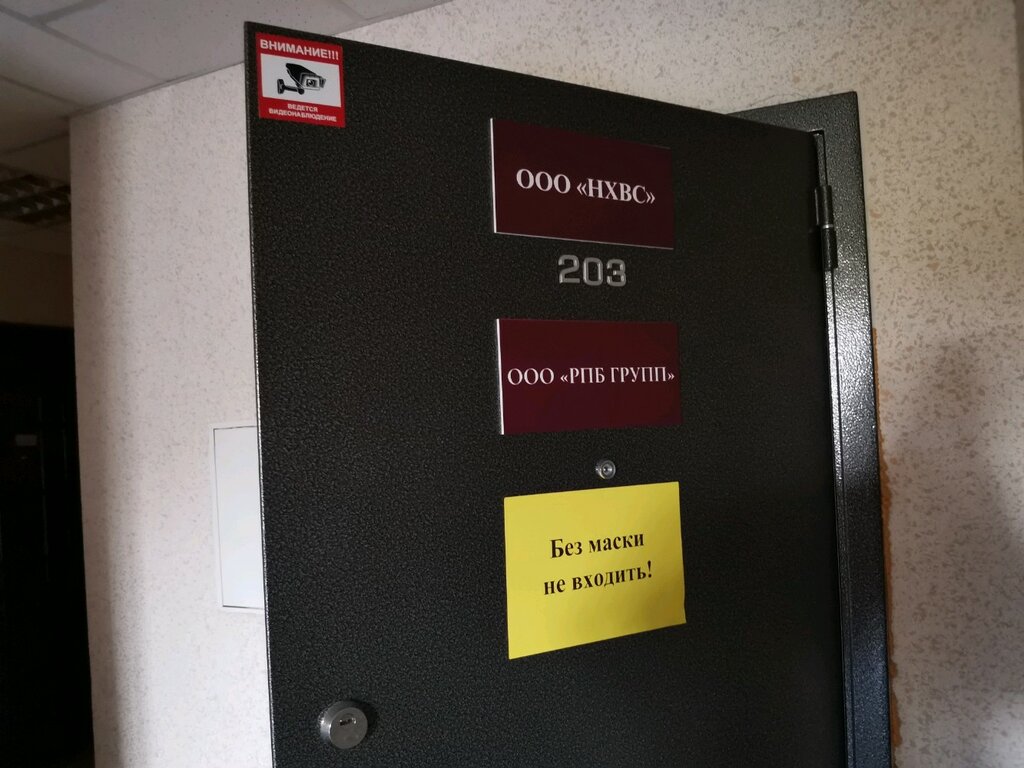 ВНИМАНИЕ!!!
ВЕДЕТСЯ
ВИДЕОНАБЛЮДЕНИЕ
ООО «НХВС»
203
ООО «РПБ ГРУПП»
Без маски
не входить!